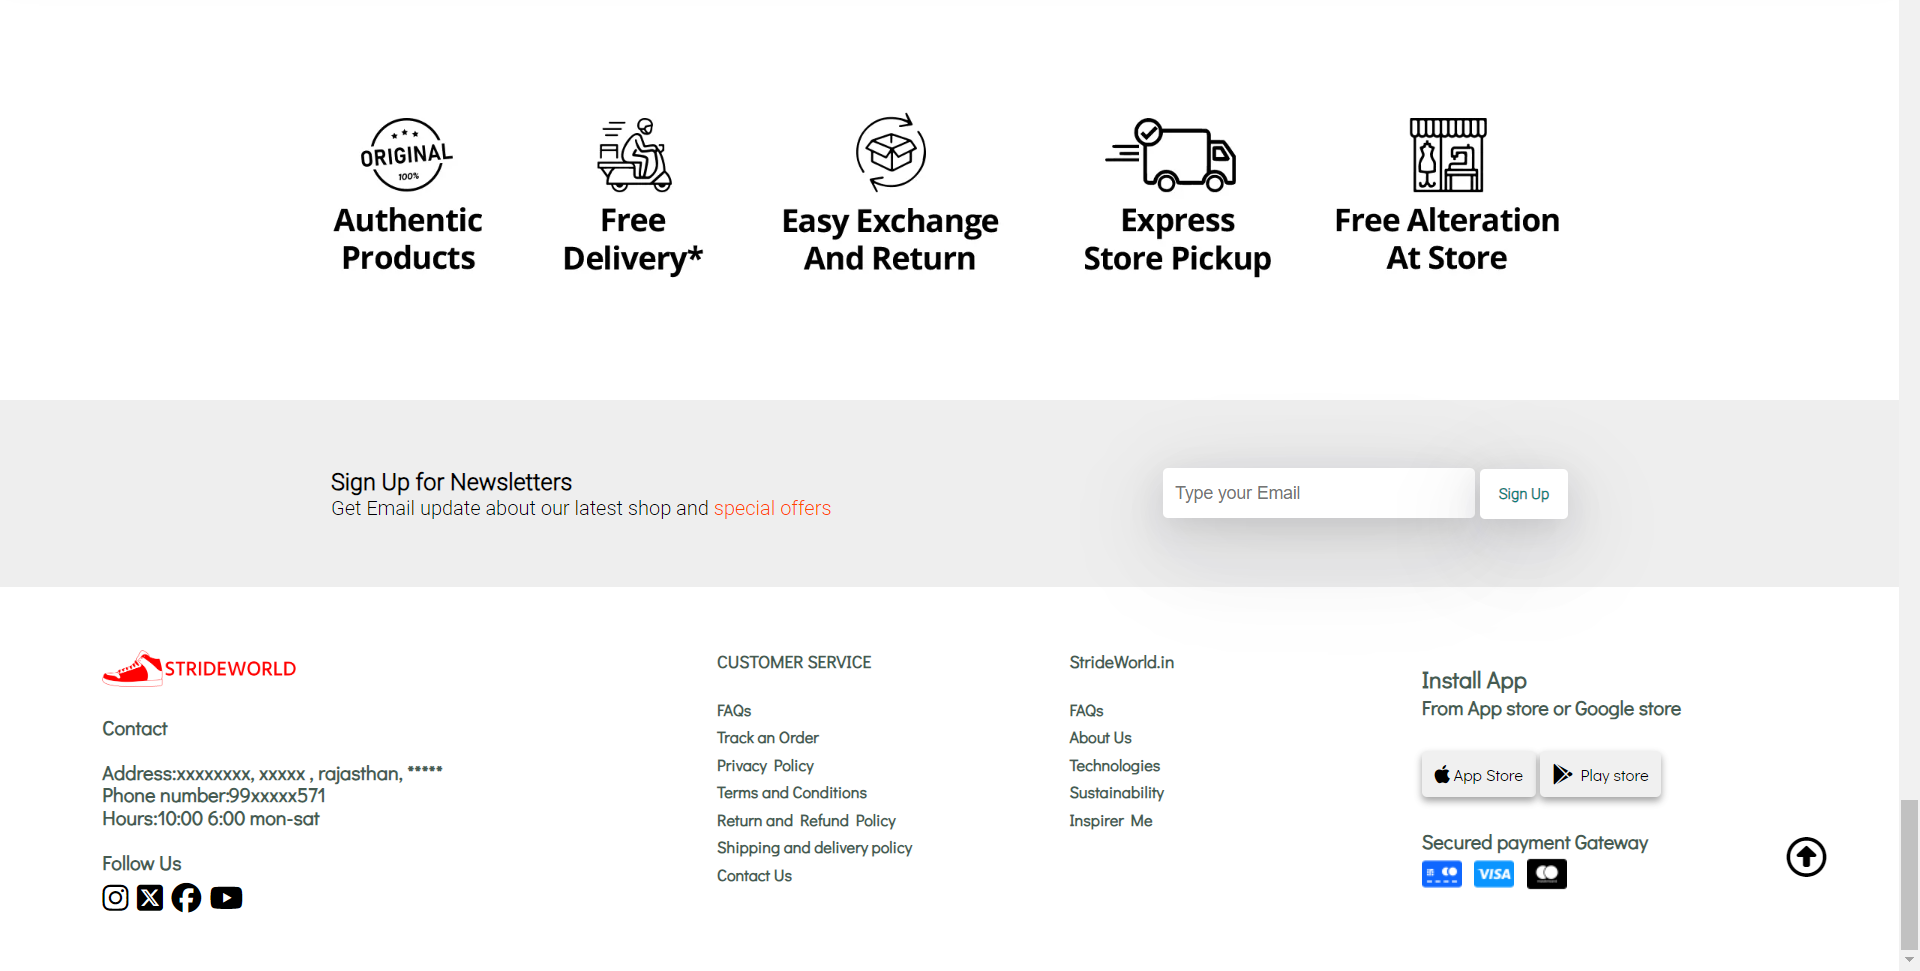 ORIGINAL
100%
Authentic
Products
Free
Delivery*
Easy Exchange
And Return
Express
Store Pickup
Free Alteration
At Store
Sign Up for Newsletters
Get Email update about our latest shop and special offers
Type your Email
Sign Up
STRIDEWORLD
Contact
Address:xxxxxxxx, xxxxx , rajasthan, *****
Phone number:99xxxxx571
Hours:10:00 6:00 mon-sat
Follow Us
CUSTOMER SERVICE
FAQs
Track an Order
Privacy Policy
Terms and Conditions
Return and Refund Policy
Shipping and delivery policy
Contact Us
StrideWorld.in
FAQs
About Us
Technologies
Sustainability
Inspirer Me
Install App
From App store or Google store
App Store
Play store
Secured payment Gateway
VISA